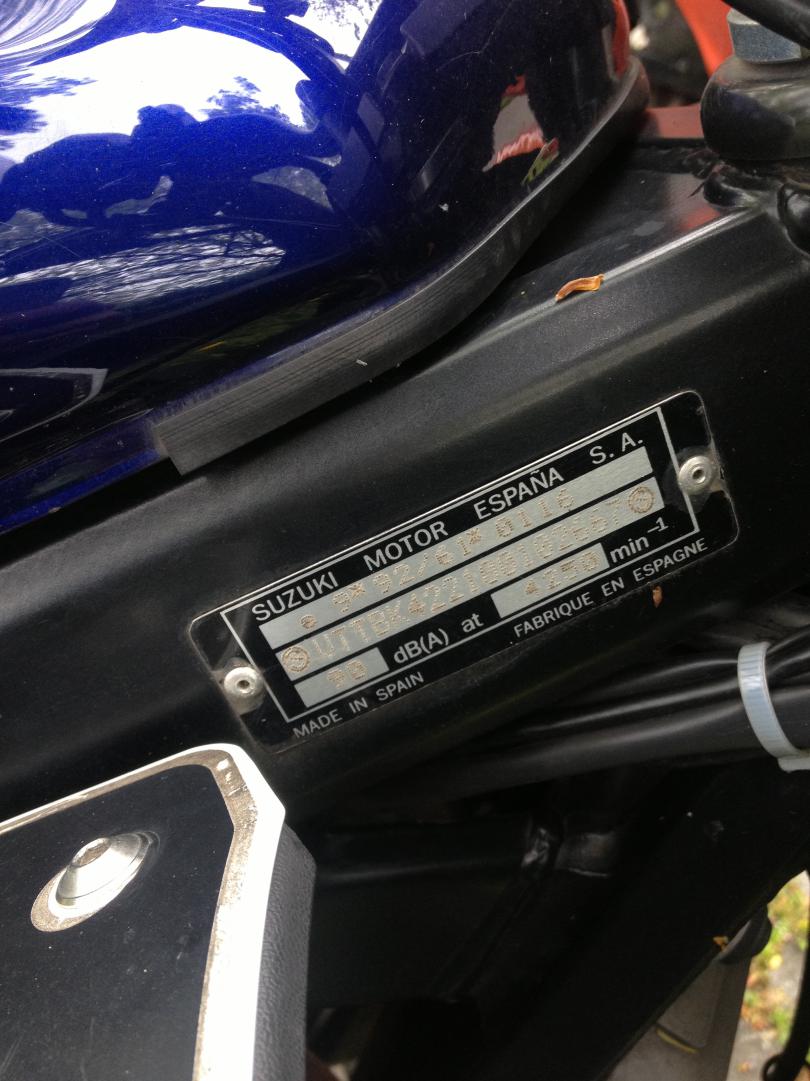 SUZUKI MOTOR ESPAÑA S.A.
e 9*92/61*0116
Ⓢ VTTBK422100102667 Ⓢ
90 dB(A) at 4250 min⁻¹
MADE IN SPAIN FABRIQUE EN ESPAGNE